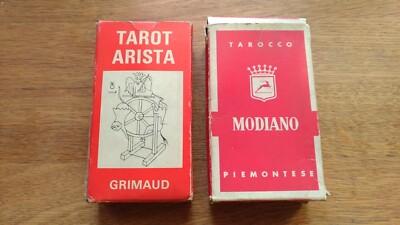 TAROT
ARISTA
GRIMAUD
TAROCCO
MODIANO
PIEMONTESE